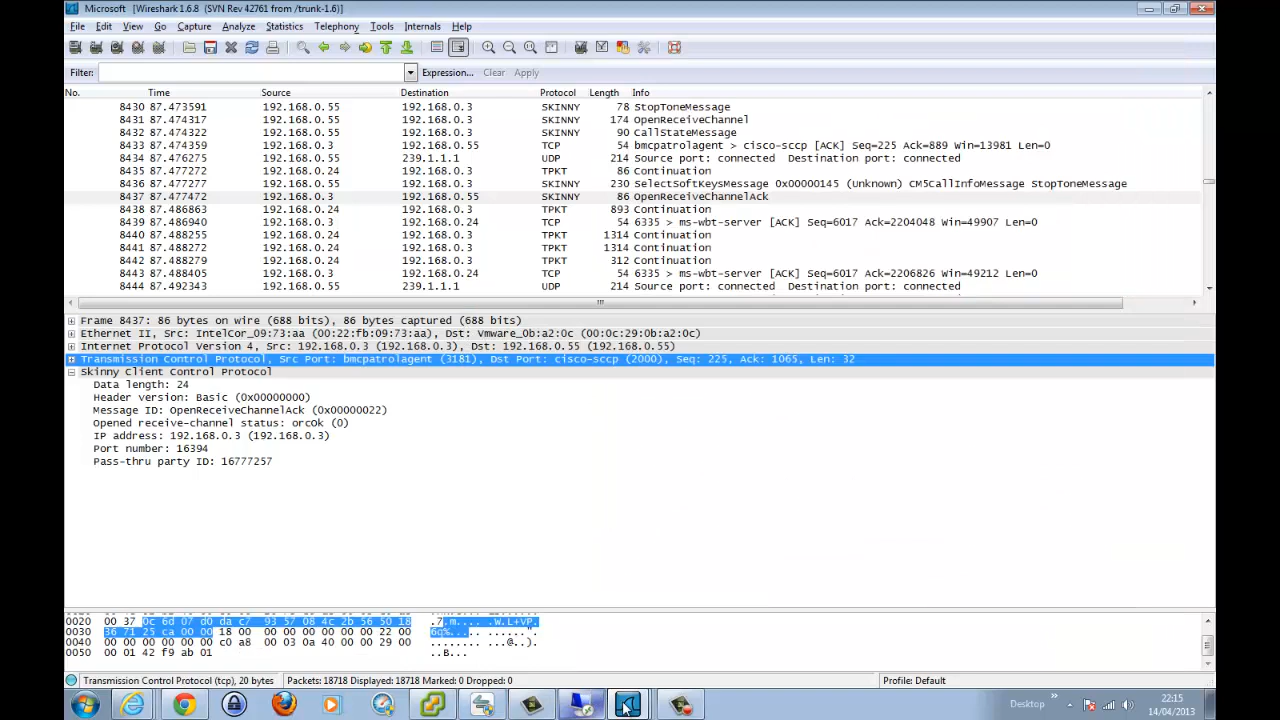 Microsoft [Wireshark 1.6.8 (SVN Rev 42761 from /trunk-1.6)]
File Edit View Go Capture Analyze Statistics Telephony Tools Internals Help
Filter: Expression... Clear Apply
No. Time Source Destination Protocol Length Info
8430 87.473591 192.168.0.55 192.168.0.3 SKINNY 78 StopToneMessage
8431 87.474317 192.168.0.55 192.168.0.3 SKINNY 174 OpenReceiveChannel
8432 87.474322 192.168.0.55 192.168.0.3 SKINNY 90 CallStateMessage
8433 87.474359 192.168.0.3 192.168.0.55 TCP 54 bmcpatrolagent > cisco-sccp [ACK] Seq=225 Ack=889 Win=13981 Len=0
8434 87.476275 192.168.0.55 239.1.1.1 UDP 214 Source port: connected Destination port: connected
8435 87.477272 192.168.0.24 192.168.0.3 TPKT 86 Continuation
8436 87.477277 192.168.0.55 192.168.0.3 SKINNY 230 SelectSoftKeysMessage 0x00000145 (Unknown) CM5CallInfoMessage StopToneMessage
8437 87.477472 192.168.0.3 192.168.0.55 SKINNY 86 OpenReceiveChannelAck
8438 87.486863 192.168.0.24 192.168.0.3 TPKT 893 Continuation
8439 87.486940 192.168.0.3 192.168.0.24 TCP 54 6335 > ms-wbt-server [ACK] Seq=6017 Ack=2204048 Win=49907 Len=0
8440 87.488255 192.168.0.24 192.168.0.3 TPKT 1314 Continuation
8441 87.488272 192.168.0.24 192.168.0.3 TPKT 1314 Continuation
8442 87.488279 192.168.0.24 192.168.0.3 TPKT 312 Continuation
8443 87.488405 192.168.0.3 192.168.0.24 TCP 54 6335 > ms-wbt-server [ACK] Seq=6017 Ack=2206826 Win=49212 Len=0
8444 87.492343 192.168.0.55 239.1.1.1 UDP 214 Source port: connected Destination port: connected
Frame 8437: 86 bytes on wire (688 bits), 86 bytes captured (688 bits)
Ethernet II, Src: IntelCor_09:73:aa (00:22:fb:09:73:aa), Dst: Vmware_0b:a2:0c (00:0c:29:0b:a2:0c)
Internet Protocol Version 4, Src: 192.168.0.3 (192.168.0.3), Dst: 192.168.0.55 (192.168.0.55)
Transmission Control Protocol, Src Port: bmcpatrolagent (3181), Dst Port: cisco-sccp (2000), Seq: 225, Ack: 1065, Len: 32
Skinny Client Control Protocol
Data length: 24
Header version: Basic (0x00000000)
Message ID: OpenReceiveChannelAck (0x00000022)
Opened receive-channel status: orcOk (0)
IP address: 192.168.0.3 (192.168.0.3)
Port number: 16394
Pass-thru party ID: 16777257
0020 00 37 0c 6d 07 d0 da c7 93 57 08 4c 2b 56 50 18 .7.m.... .W.L+VP.
0030 36 71 25 ca 00 00 18 00 00 00 00 00 00 00 22 00 6q%..... ......".
0040 00 00 00 00 00 00 c0 a8 00 03 0a 40 00 00 29 00 ........ ...@..).
0050 00 01 42 f9 ab 01 ..B...
Transmission Control Protocol (tcp), 20 bytes Packets: 18718 Displayed: 18718 Marked: 0 Dropped: 0 Profile: Default
Desktop 22:15
14/04/2013